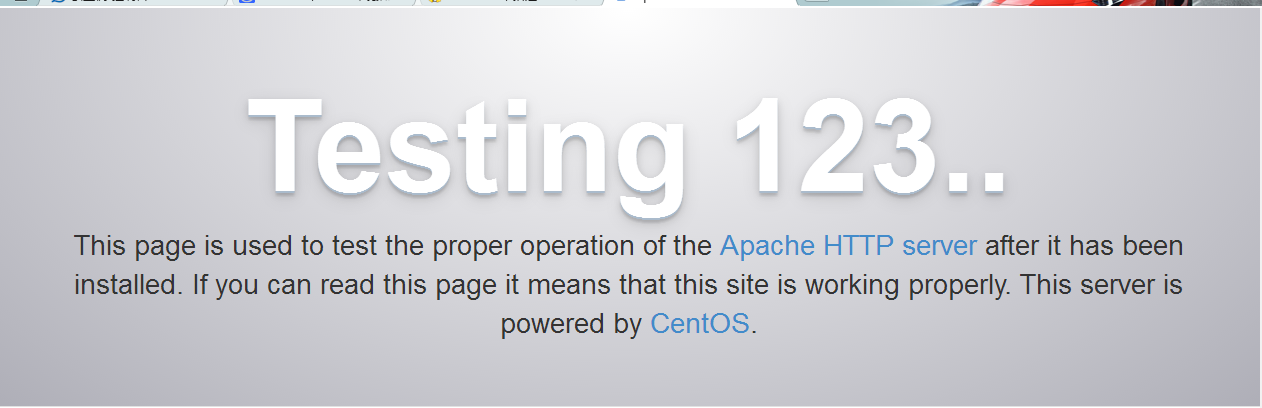 Testing 123..
This page is used to test the proper operation of the Apache HTTP server after it has been
installed. If you can read this page it means that this site is working properly. This server is
powered by CentOS.